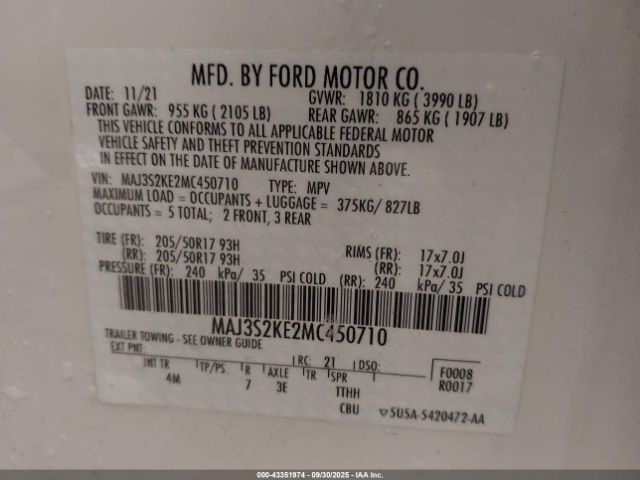 MFD. BY FORD MOTOR CO.
DATE: 11/21 GVWR: 1810 KG ( 3990 LB)
FRONT GAWR: 955 KG ( 2105 LB) REAR GAWR: 865 KG ( 1907 LB)
THIS VEHICLE CONFORMS TO ALL APPLICABLE FEDERAL MOTOR
VEHICLE SAFETY AND THEFT PREVENTION STANDARDS
IN EFFECT ON THE DATE OF MANUFACTURE SHOWN ABOVE.
VIN: MAJ3S2KE2MC450710 TYPE: MPV
MAXIMUM LOAD = OCCUPANTS + LUGGAGE = 375KG/ 827LB
OCCUPANTS = 5 TOTAL; 2 FRONT, 3 REAR
TIRE (FR): 205/50R17 93H RIMS (FR): 17x7.0J
(RR): 205/50R17 93H (RR): 17x7.0J
PRESSURE (FR): 240 kPa/ 35 PSI COLD (RR): 240 kPa/ 35 PSI COLD
MAJ3S2KE2MC450710
TRAILER TOWING - SEE OWNER GUIDE
EXT PNT: RC: 21 DSO: F0008
R0017
INT TR TP/PS R AXLE TR SPR
4M 7 3E TTHH
CBU SU5A-5420472-AA
000-43351974 - 09/30/2025 - IAA Inc.